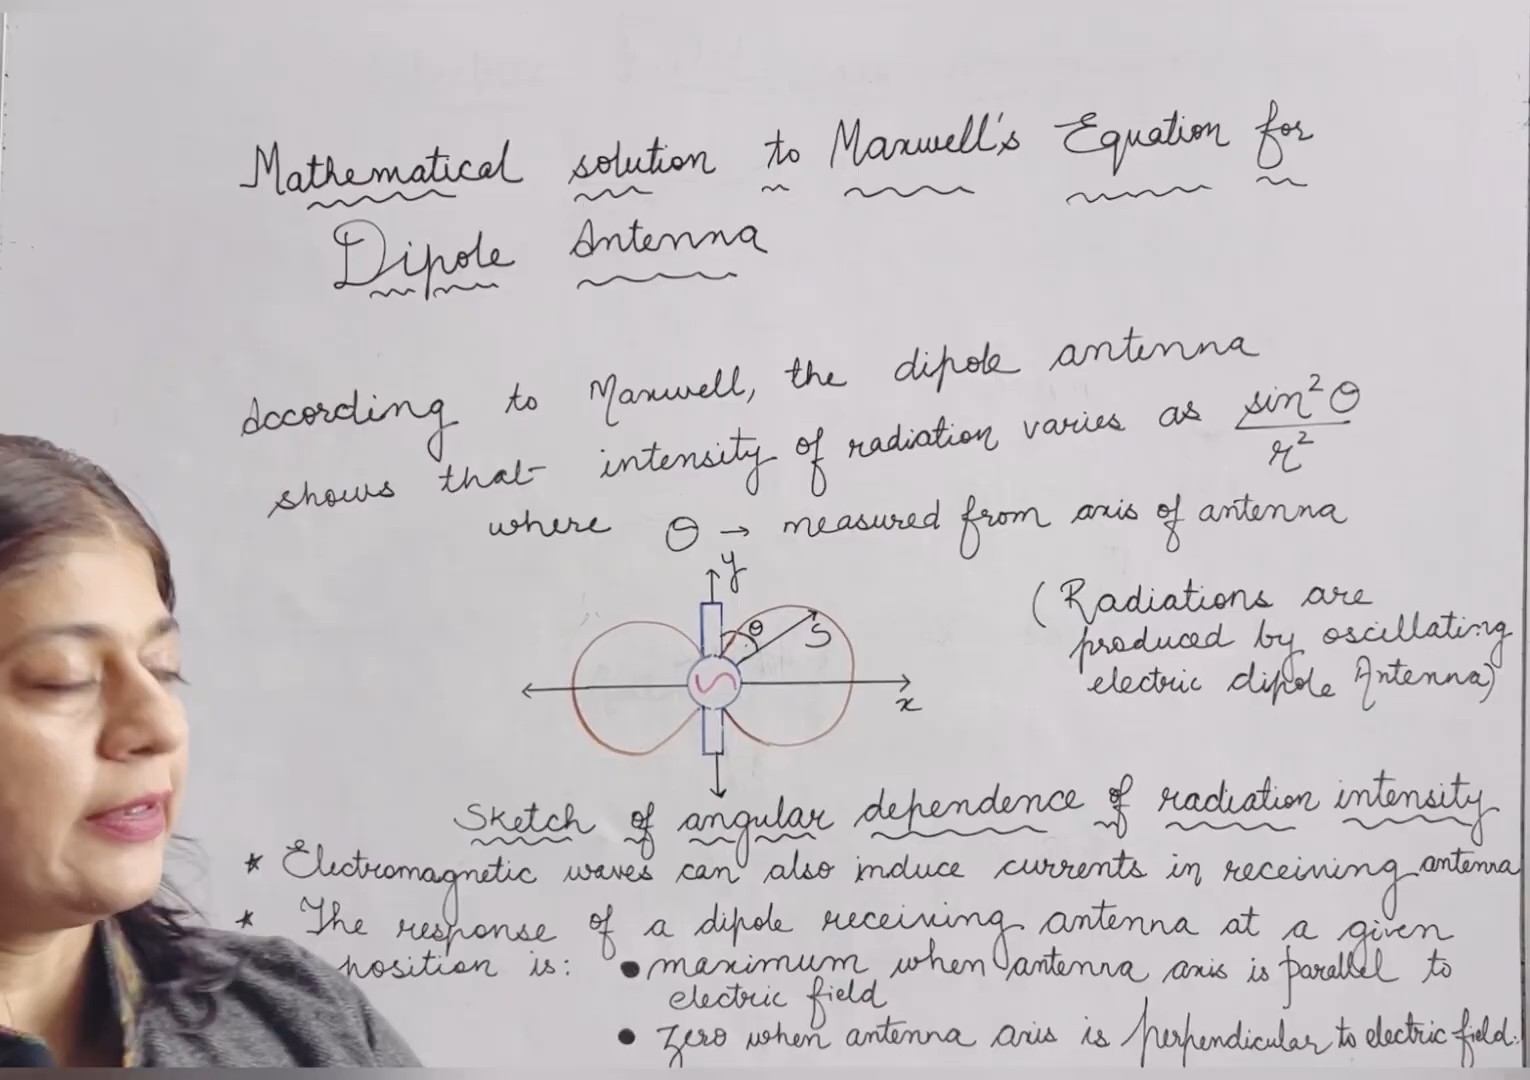 Mathematical solution to Maxwell's Equation for
Dipole Antenna
According to Maxwell, the dipole antenna
shows that intensity of radiation varies as sin²θ/r²
where θ → measured from axis of antenna
y
θ
S
x
(Radiations are
produced by oscillating
electric dipole Antenna)
Sketch of angular dependence of radiation intensity
* Electromagnetic waves can also induce currents in receiving antenna
* The response of a dipole receiving antenna at a given
position is: • maximum when antenna axis is parallel to
electric field
• Zero when antenna axis is perpendicular to electric field.